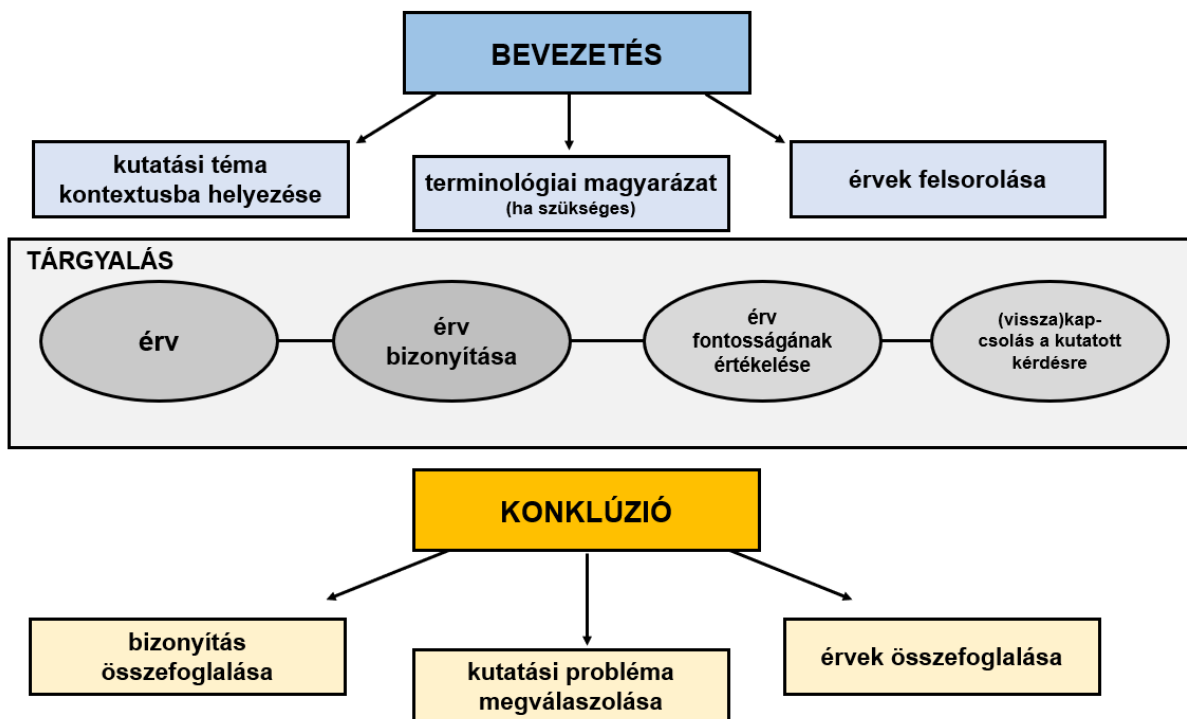 BEVEZETÉS
kutatási téma
kontextusba helyezése
terminológiai magyarázat
(ha szükséges)
érvek felsorolása
TÁRGYALÁS
érv
érv
bizonyítása
érv
fontosságának
értékelése
(vissza)kap-
csolás a kutatott
kérdésre
KONKLÚZIÓ
bizonyítás
összefoglalása
kutatási probléma
megválaszolása
érvek összefoglalása